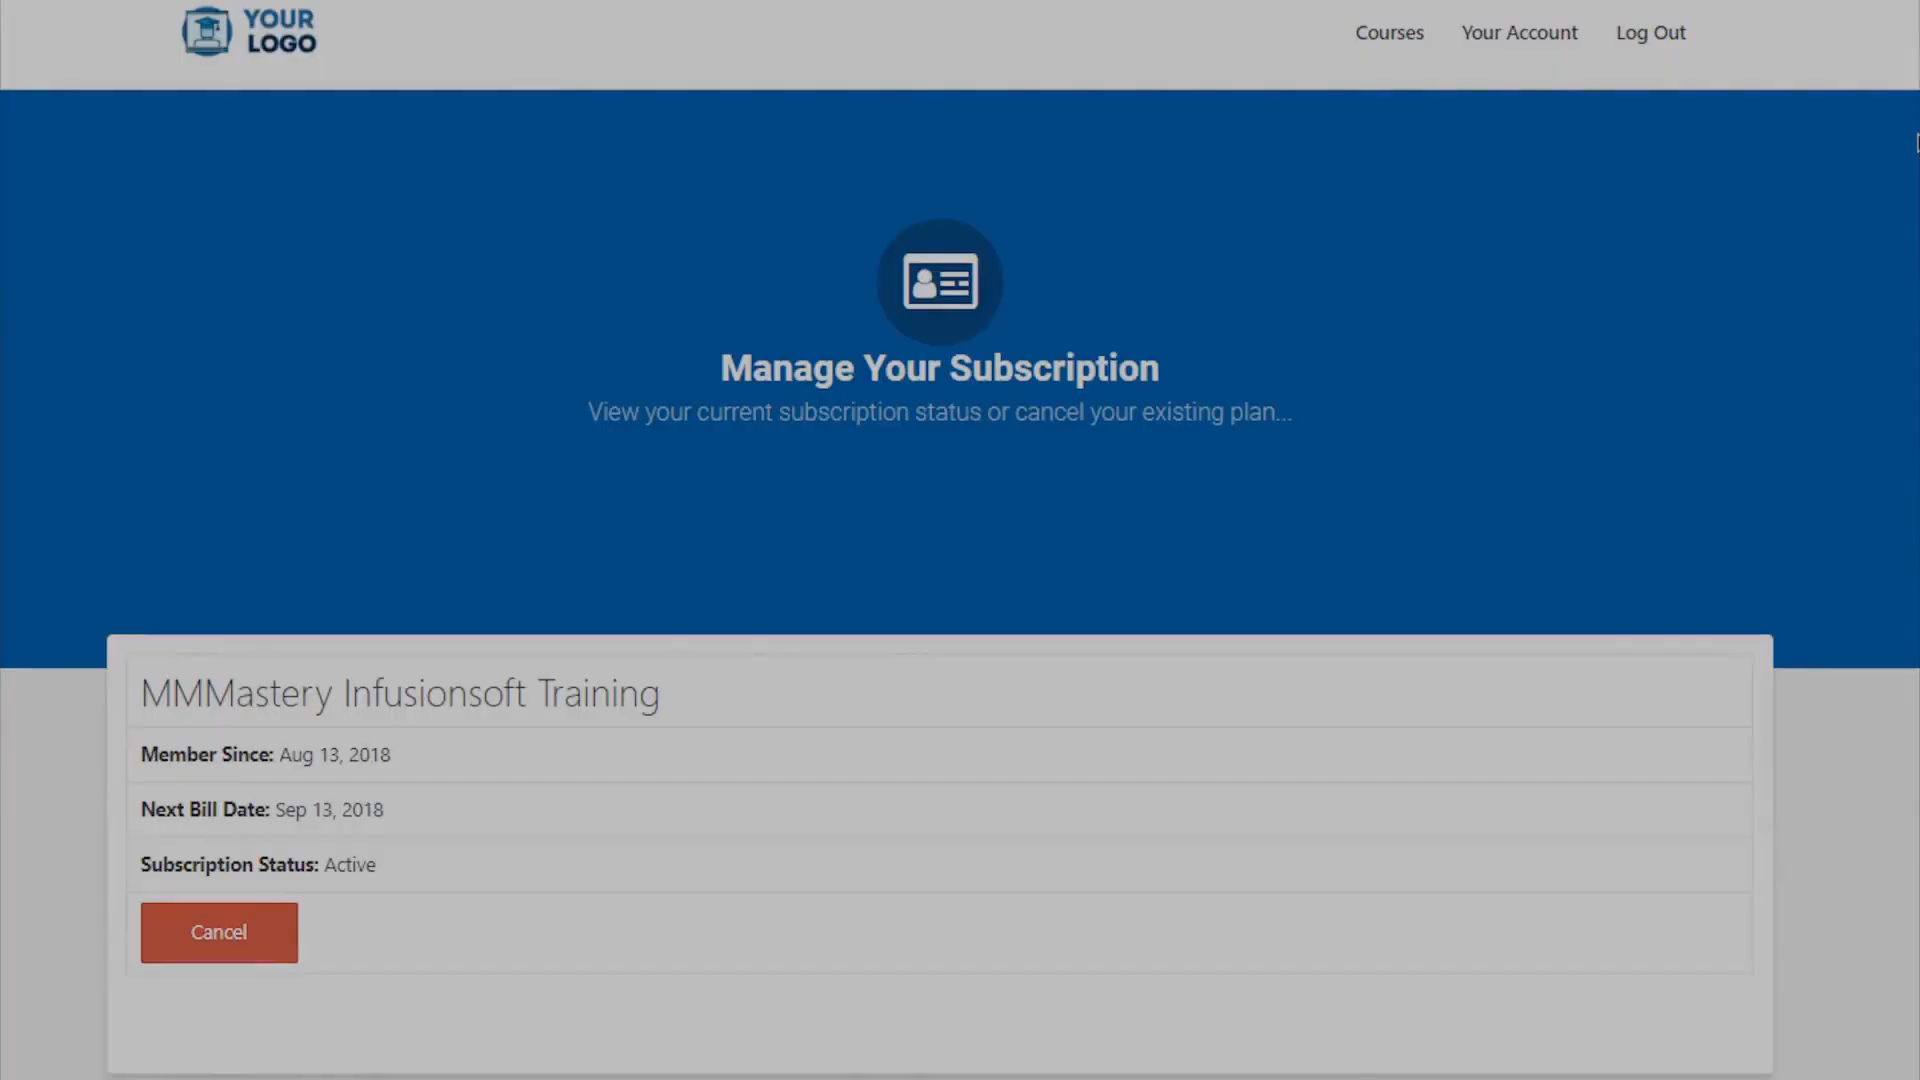 YOUR
LOGO
Courses Your Account Log Out
Manage Your Subscription
View your current subscription status or cancel your existing plan...
MMMastery Infusionsoft Training
Member Since: Aug 13, 2018
Next Bill Date: Sep 13, 2018
Subscription Status: Active
Cancel